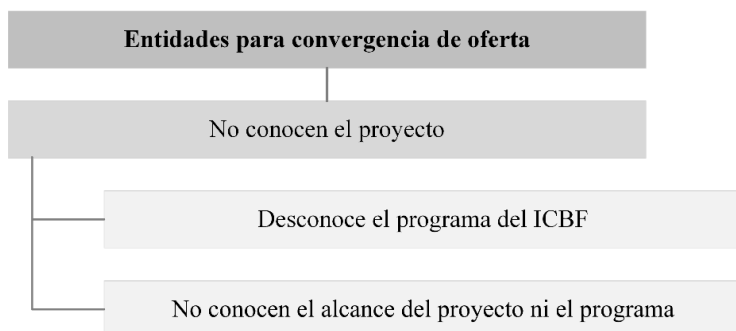 Entidades para convergencia de oferta
No conocen el proyecto
Desconoce el programa del ICBF
No conocen el alcance del proyecto ni el programa